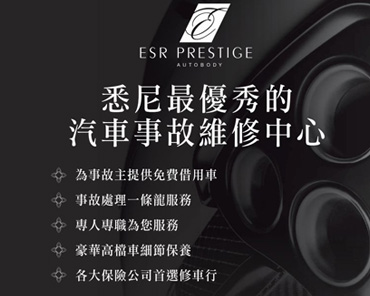 ESR PRESTIGE
AUTOBODY
悉尼最優秀的
汽車事故維修中心
為事故主提供免費借用車
事故處理一條龍服務
專人專職為您服務
豪華高檔車細節保養
各大保險公司首選修車行